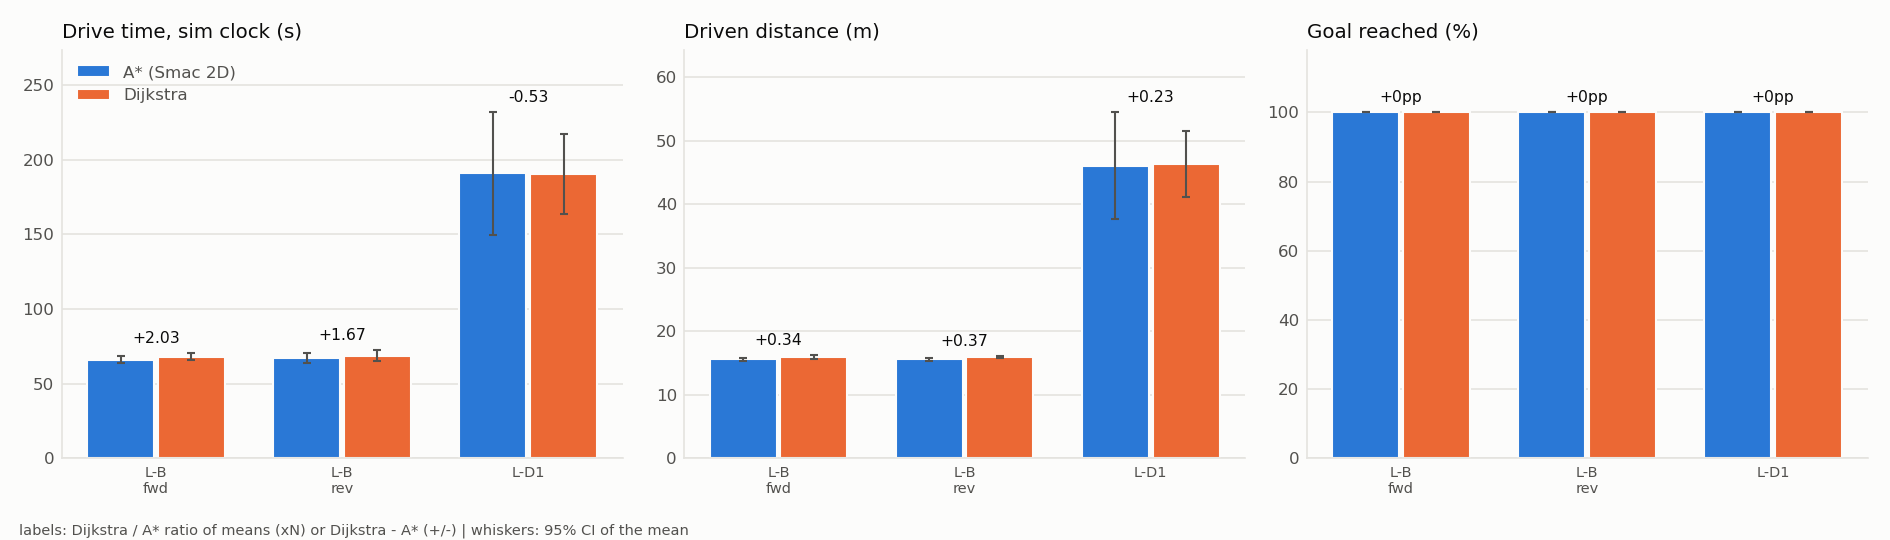 Drive time, sim clock (s)
250
200
150
100
50
0
A* (Smac 2D)
Dijkstra
+2.03
+1.67
-0.53
L-B
fwd
L-B
rev
L-D1
Driven distance (m)
60
50
40
30
20
10
0
+0.34
+0.37
+0.23
L-B
fwd
L-B
rev
L-D1
Goal reached (%)
100
80
60
40
20
0
+0pp
+0pp
+0pp
L-B
fwd
L-B
rev
L-D1
labels: Dijkstra / A* ratio of means (xN) or Dijkstra - A* (+/-) | whiskers: 95% CI of the mean